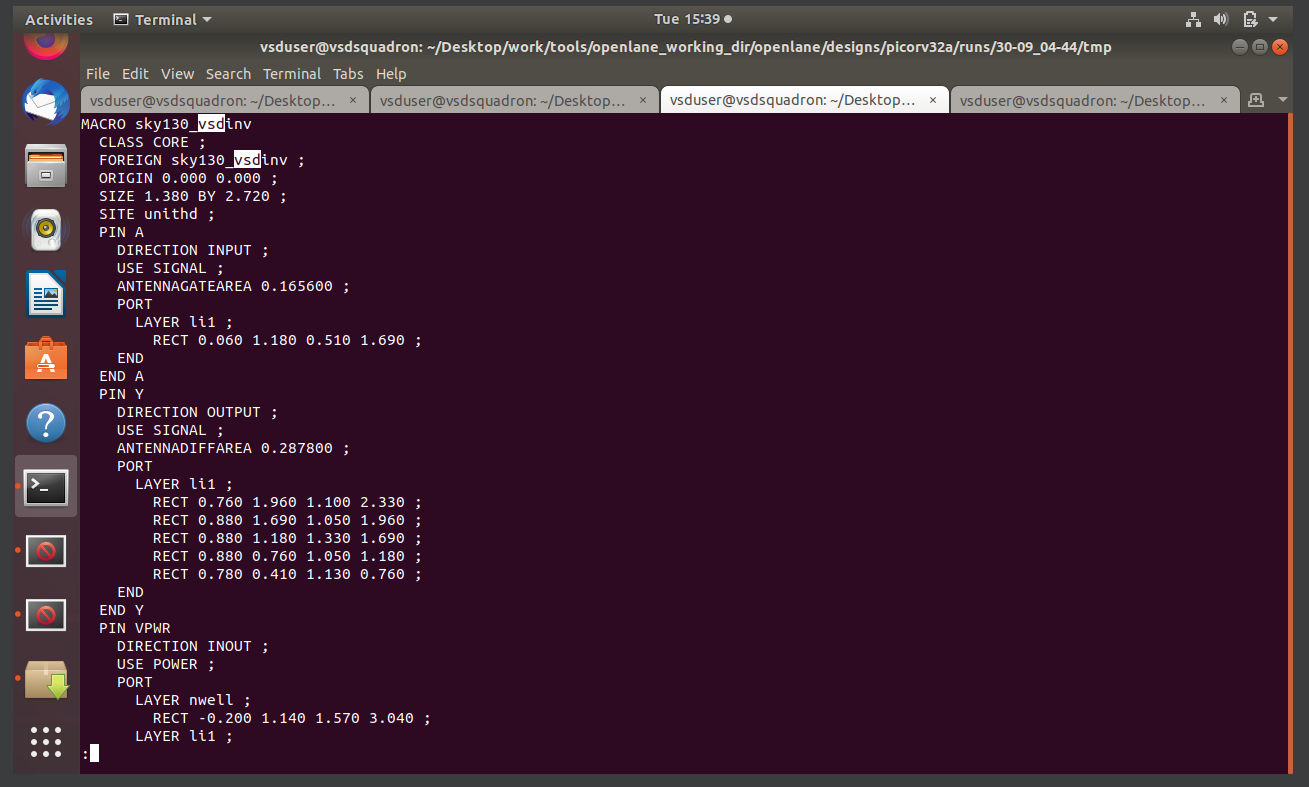 Activities Terminal Tue 15:39
vsduser@vsdsquadron: ~/Desktop/work/tools/openlane_working_dir/openlane/designs/picorv32a/runs/30-09_04-44/tmp
File Edit View Search Terminal Tabs Help
vsduser@vsdsquadron: ~/Desktop... × vsduser@vsdsquadron: ~/Desktop... × vsduser@vsdsquadron: ~/Desktop... × vsduser@vsdsquadron: ~/Desktop... ×
MACRO sky130_vsdinv
  CLASS CORE ;
  FOREIGN sky130_vsdinv ;
  ORIGIN 0.000 0.000 ;
  SIZE 1.380 BY 2.720 ;
  SITE unithd ;
  PIN A
    DIRECTION INPUT ;
    USE SIGNAL ;
    ANTENNAGATEAREA 0.165600 ;
    PORT
      LAYER li1 ;
        RECT 0.060 1.180 0.510 1.690 ;
    END
  END A
  PIN Y
    DIRECTION OUTPUT ;
    USE SIGNAL ;
    ANTENNADIFFAREA 0.287800 ;
    PORT
      LAYER li1 ;
        RECT 0.760 1.960 1.100 2.330 ;
        RECT 0.880 1.690 1.050 1.960 ;
        RECT 0.880 1.180 1.330 1.690 ;
        RECT 0.880 0.760 1.050 1.180 ;
        RECT 0.780 0.410 1.130 0.760 ;
    END
  END Y
  PIN VPWR
    DIRECTION INOUT ;
    USE POWER ;
    PORT
      LAYER nwell ;
        RECT -0.200 1.140 1.570 3.040 ;
      LAYER li1 ;
: